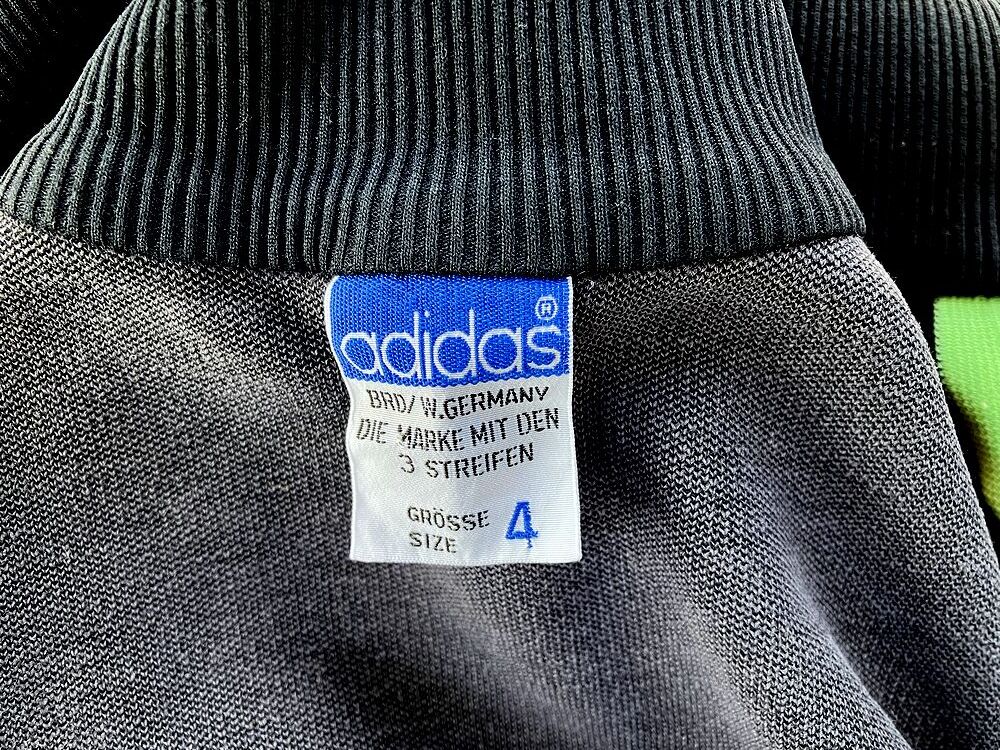 adidas®
BRD/W.GERMANY
DIE MARKE MIT DEN
3 STREIFEN
GRÖSSE 4
SIZE